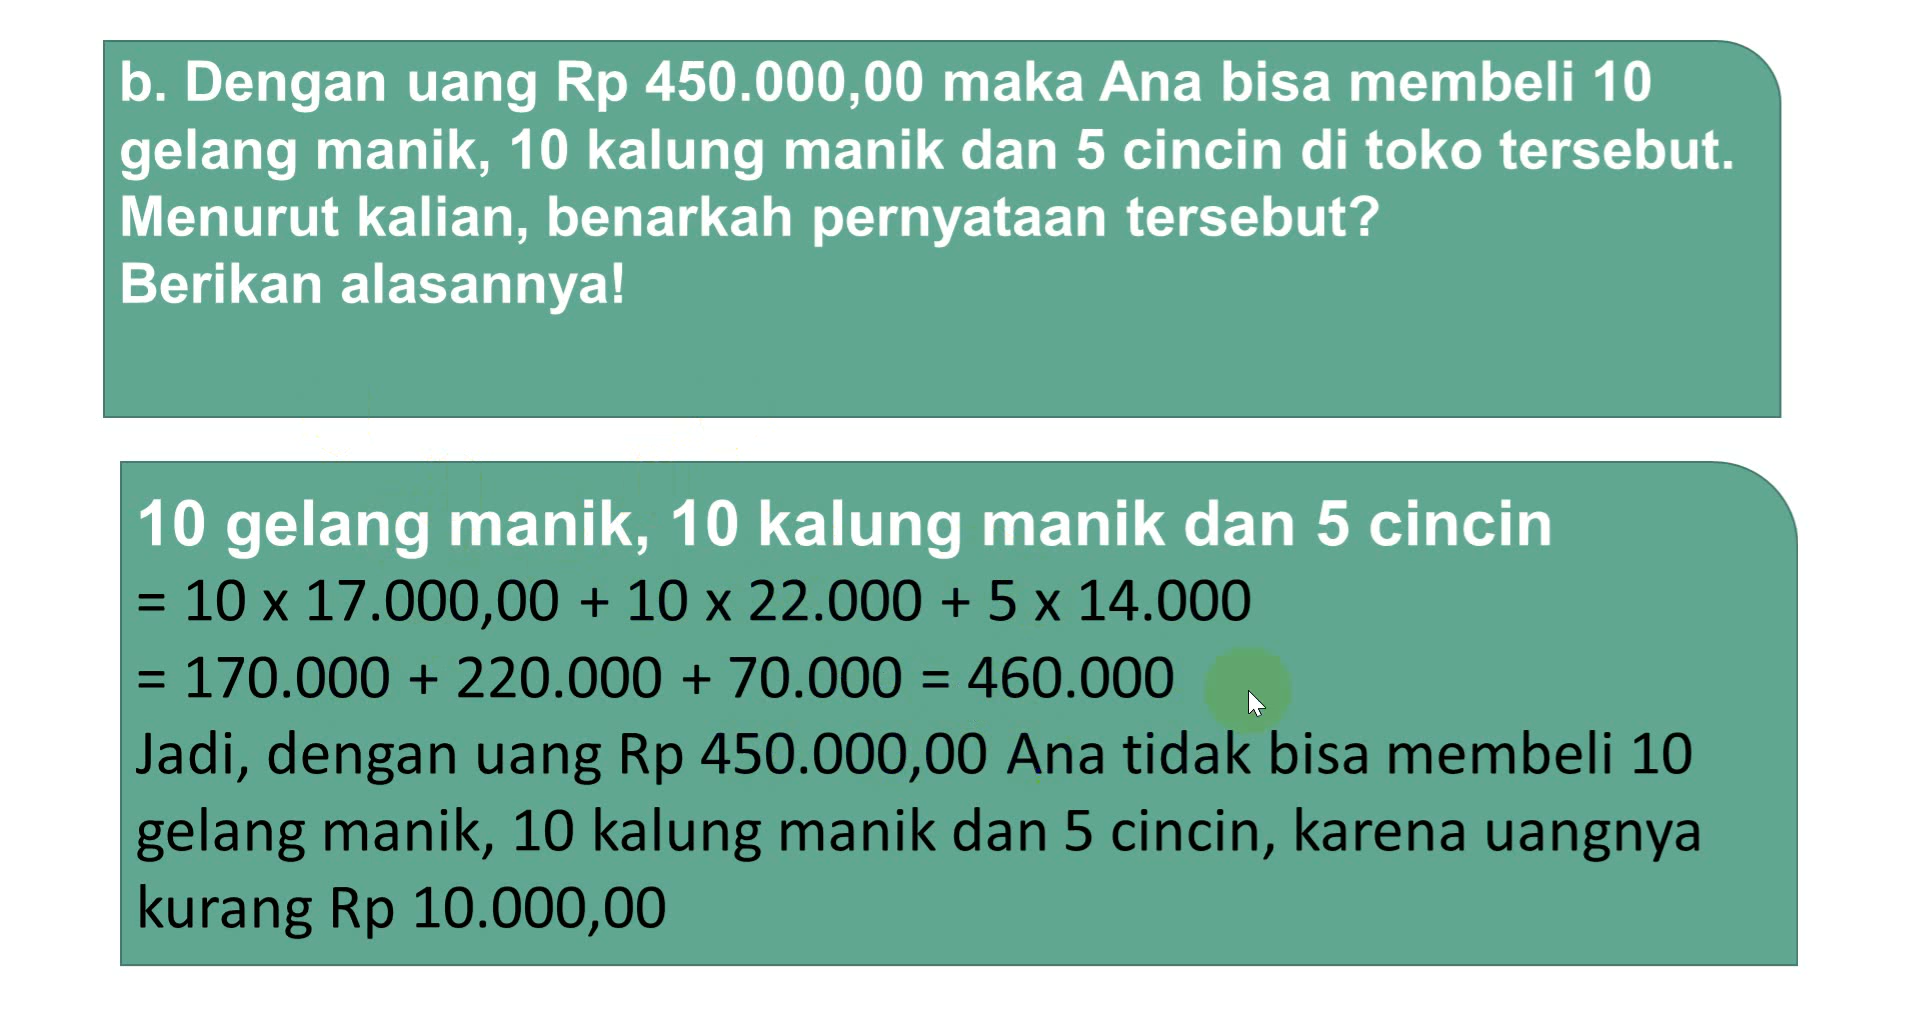 b. Dengan uang Rp 450.000,00 maka Ana bisa membeli 10
gelang manik, 10 kalung manik dan 5 cincin di toko tersebut.
Menurut kalian, benarkah pernyataan tersebut?
Berikan alasannya!
10 gelang manik, 10 kalung manik dan 5 cincin
= 10 x 17.000,00 + 10 x 22.000 + 5 x 14.000
= 170.000 + 220.000 + 70.000 = 460.000
Jadi, dengan uang Rp 450.000,00 Ana tidak bisa membeli 10
gelang manik, 10 kalung manik dan 5 cincin, karena uangnya
kurang Rp 10.000,00